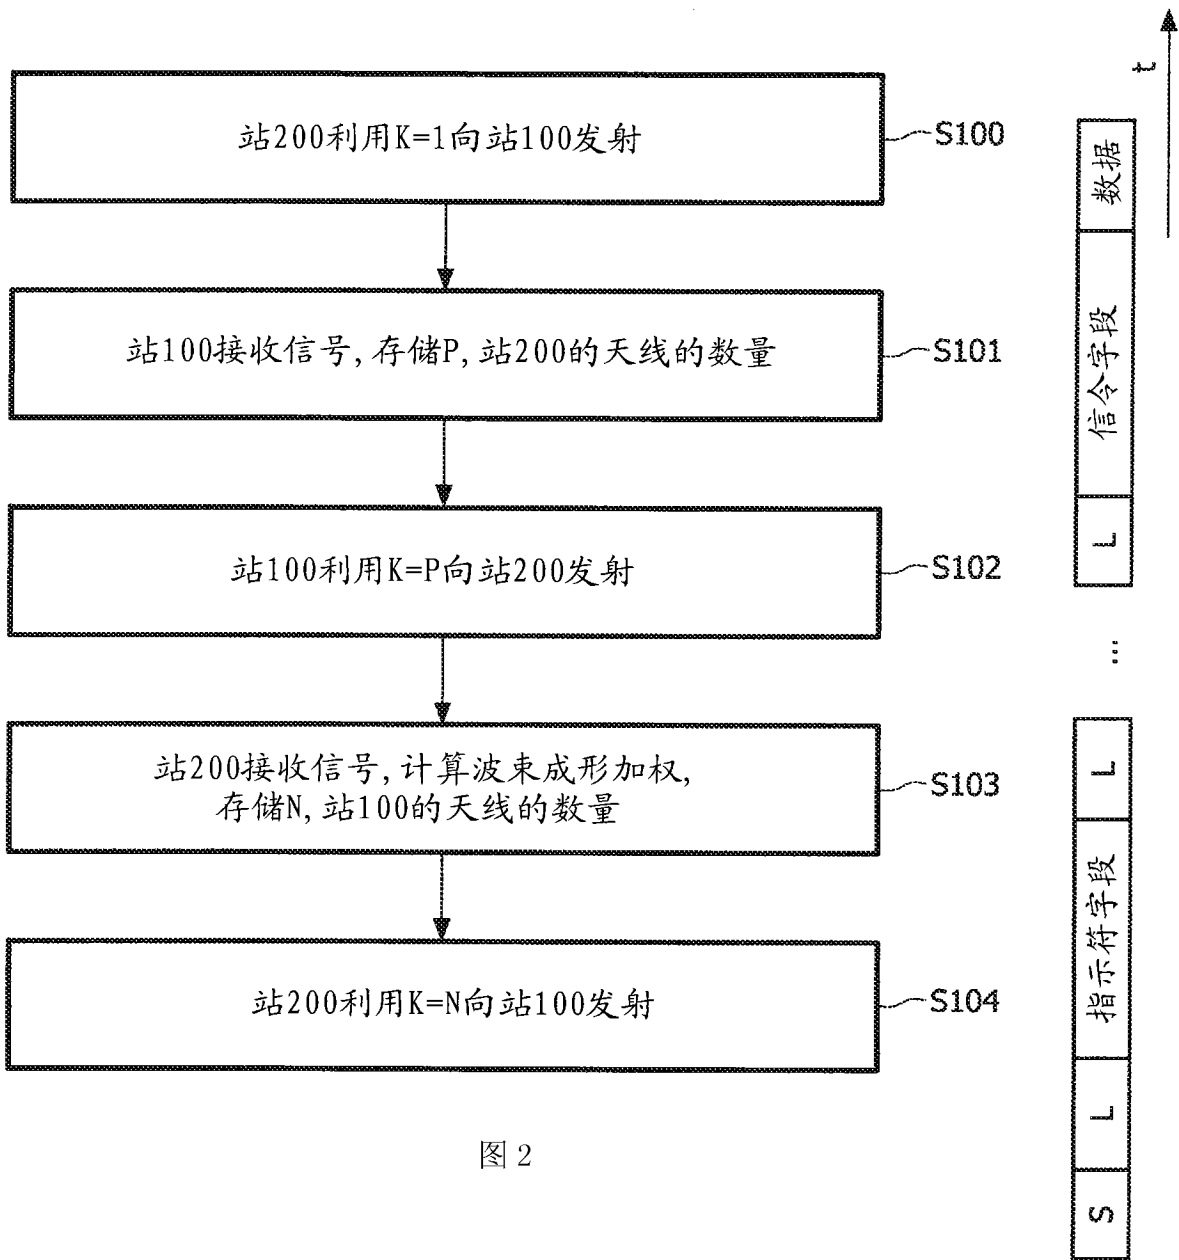 站200利用K=1向站100发射
S100
站100接收信号,存储P,站200的天线的数量
S101
站100利用K=P向站200发射
S102
站200接收信号,计算波束成形加权,
存储N,站100的天线的数量
S103
站200利用K=N向站100发射
S104
图2
S
L
指示符字段
L
...
L
信令字段
数据
t